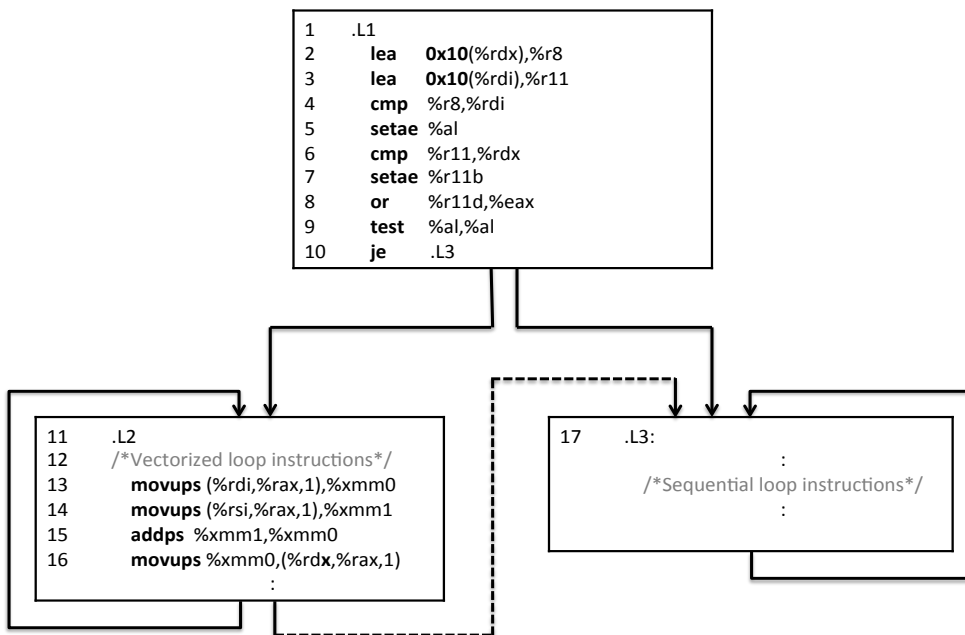 1 .L1
2 lea 0x10(%rdx),%r8
3 lea 0x10(%rdi),%r11
4 cmp %r8,%rdi
5 setae %al
6 cmp %r11,%rdx
7 setae %r11b
8 or %r11d,%eax
9 test %al,%al
10 je .L3
11 .L2
12 /*Vectorized loop instructions*/
13 movups (%rdi,%rax,1),%xmm0
14 movups (%rsi,%rax,1),%xmm1
15 addps %xmm1,%xmm0
16 movups %xmm0,(%rdx,%rax,1)
:
17 .L3:
:
/*Sequential loop instructions*/
: